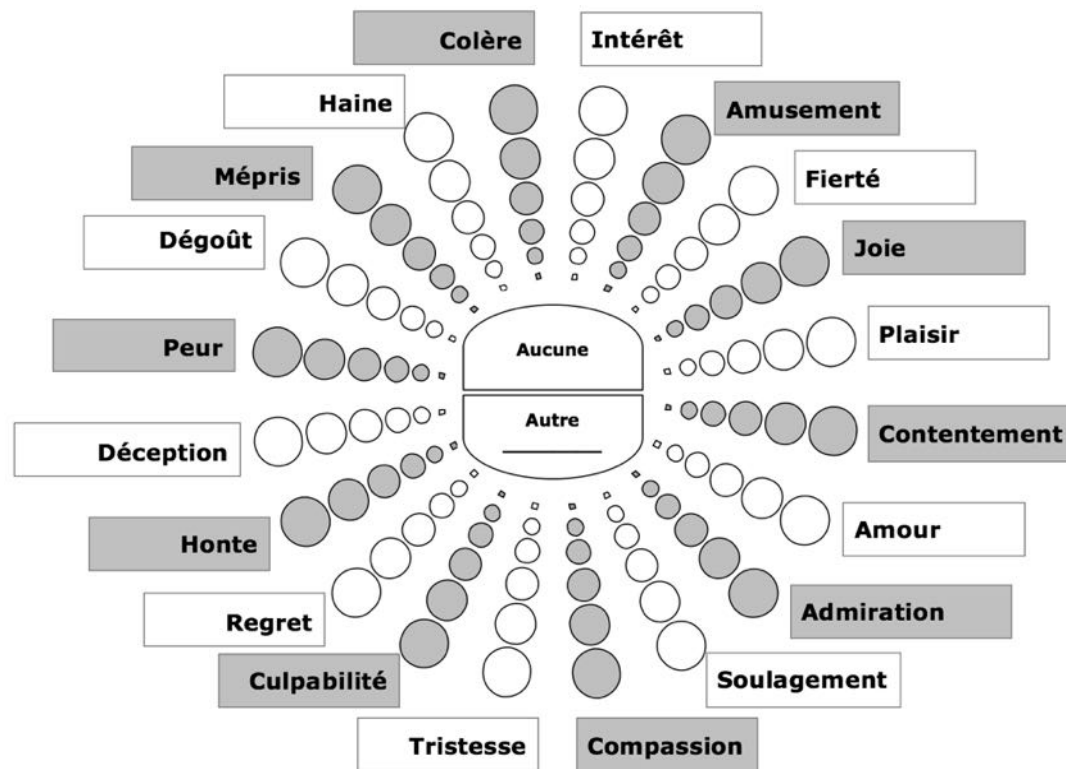 Colère
Intérêt
Haine
Amusement
Mépris
Fierté
Dégoût
Joie
Peur
Plaisir
Aucune
Autre
Déception
Contentement
Honte
Amour
Regret
Admiration
Culpabilité
Soulagement
Tristesse
Compassion